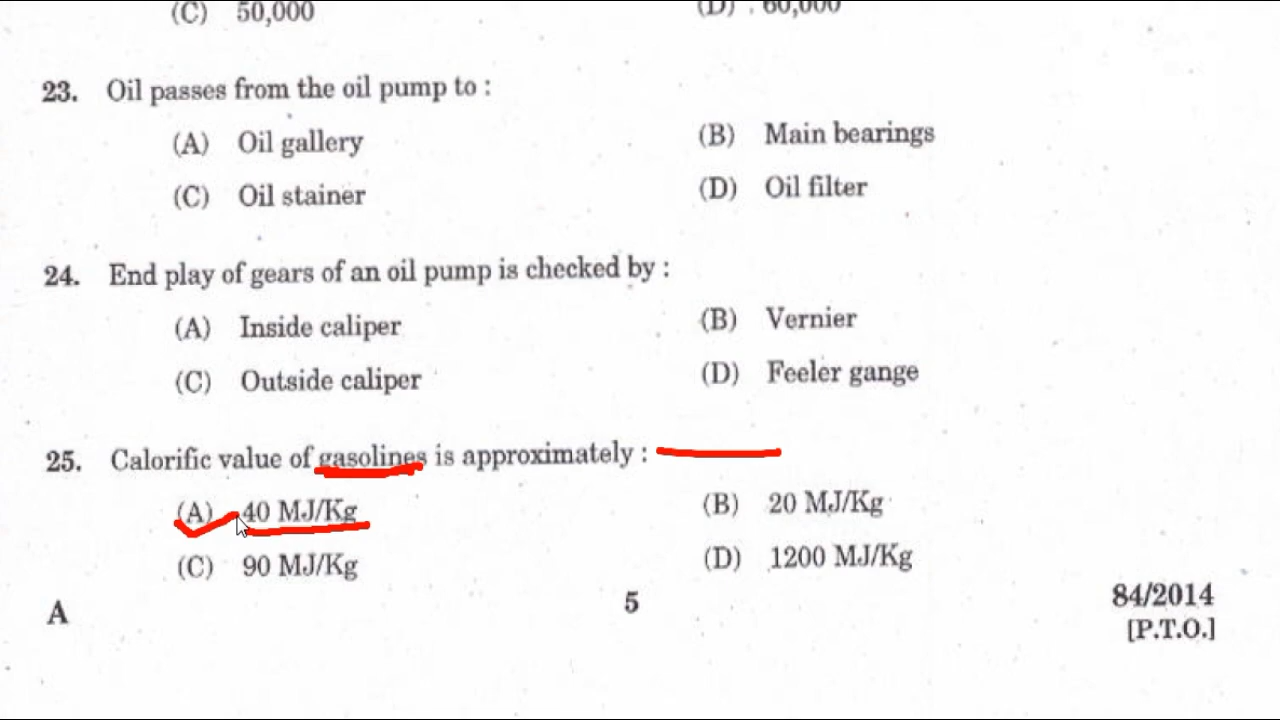 (C) 50,000 (D) . 60,000
23. Oil passes from the oil pump to :
(A) Oil gallery (B) Main bearings
(C) Oil stainer (D) Oil filter
24. End play of gears of an oil pump is checked by :
(A) Inside caliper (B) Vernier
(C) Outside caliper (D) Feeler gange
25. Calorific value of gasolines is approximately :
(A) 40 MJ/Kg (B) 20 MJ/Kg
(C) 90 MJ/Kg (D) 1200 MJ/Kg
A 5 84/2014
[P.T.O.]